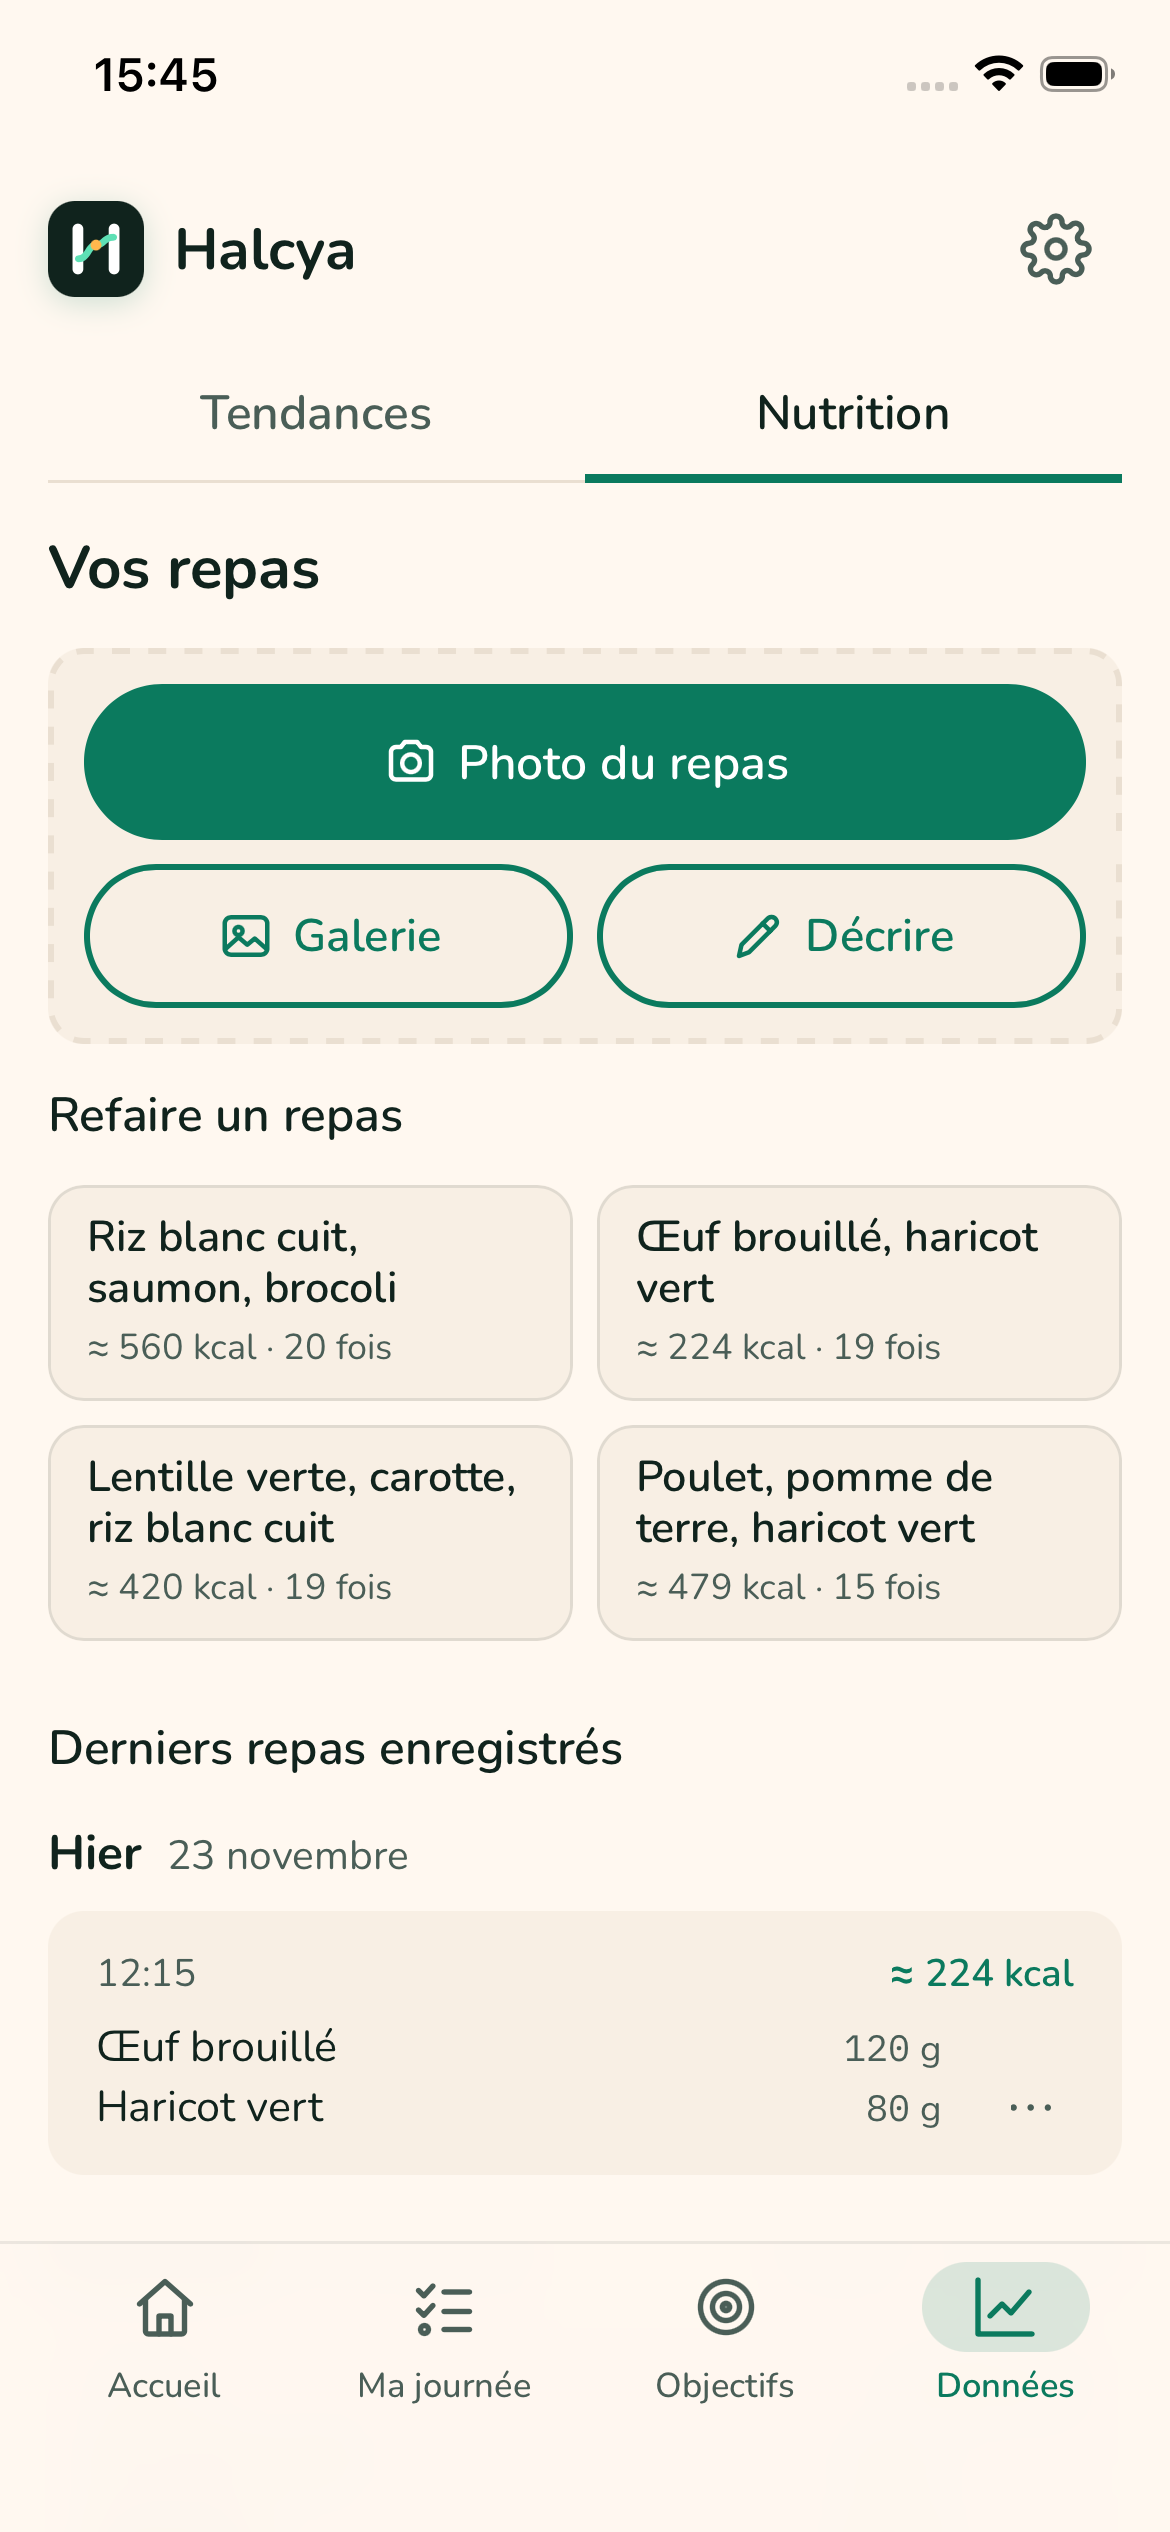 15:45
Halcya
Tendances
Nutrition
Vos repas
Photo du repas
Galerie
Décrire
Refaire un repas
Riz blanc cuit,
saumon, brocoli
≈ 560 kcal · 20 fois
Œuf brouillé, haricot
vert
≈ 224 kcal · 19 fois
Lentille verte, carotte,
riz blanc cuit
≈ 420 kcal · 19 fois
Poulet, pomme de
terre, haricot vert
≈ 479 kcal · 15 fois
Derniers repas enregistrés
Hier 23 novembre
12:15 ≈ 224 kcal
Œuf brouillé 120 g
Haricot vert 80 g
Accueil
Ma journée
Objectifs
Données